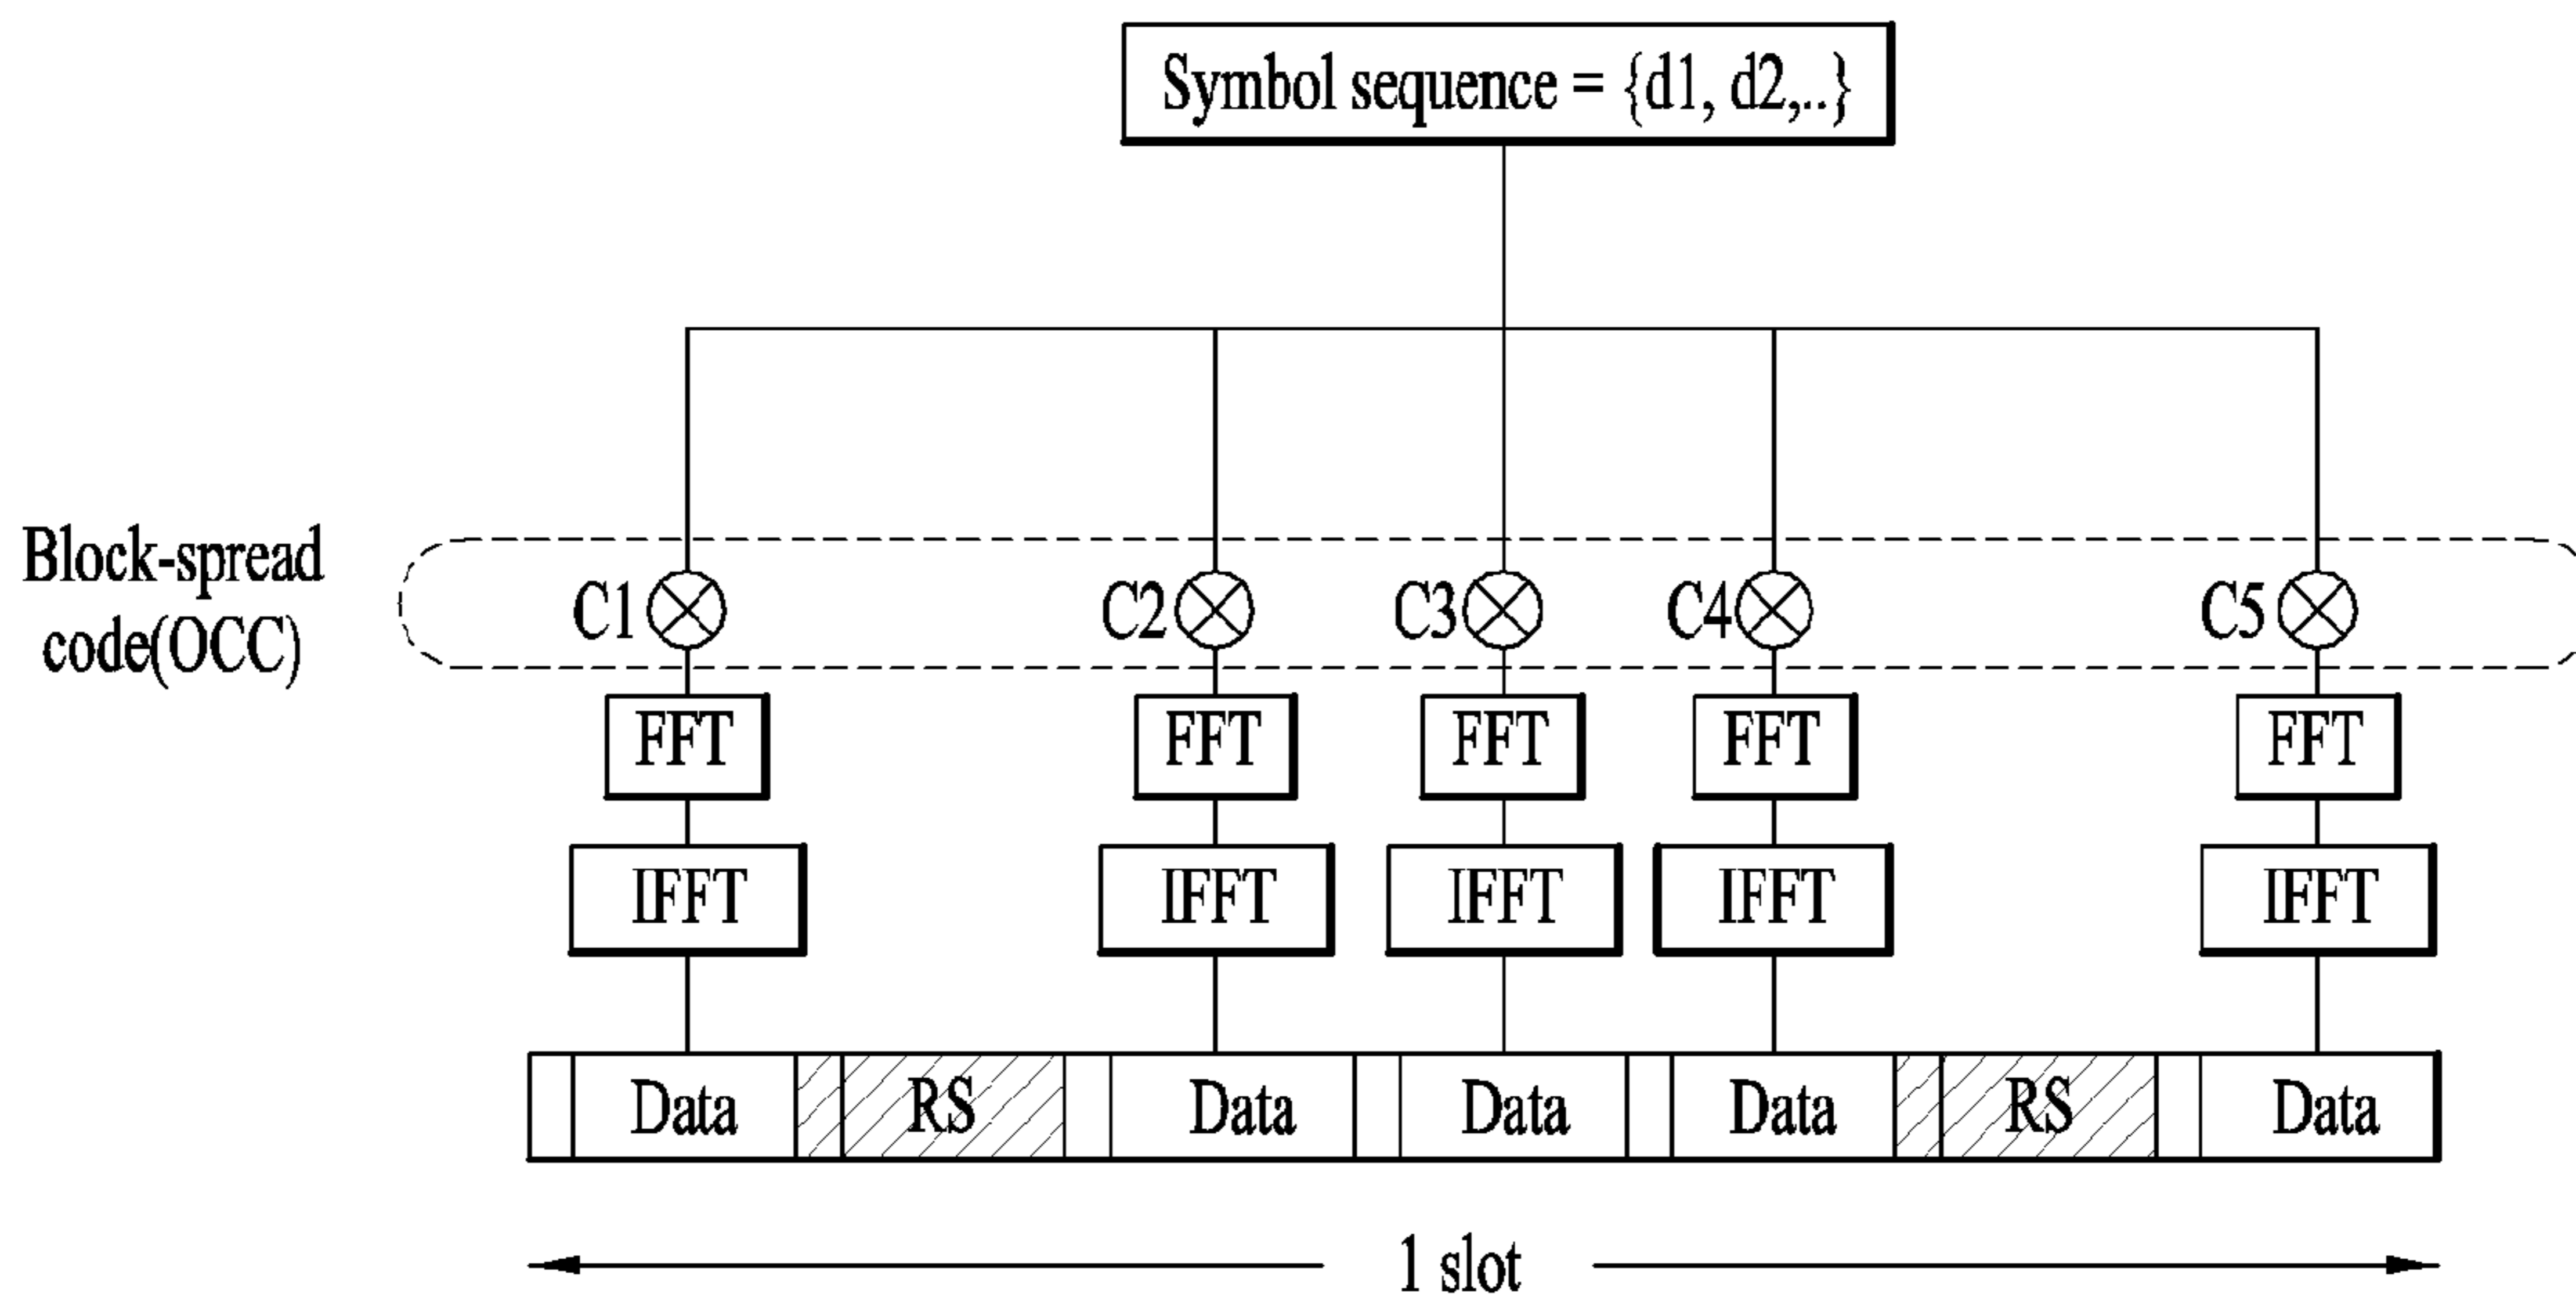 Symbol sequence = {d1, d2,..}
Block-spread
code(OCC)
C1 C2 C3 C4 C5
FFT FFT FFT FFT FFT
IFFT IFFT IFFT IFFT IFFT
Data RS Data Data Data RS Data
1 slot